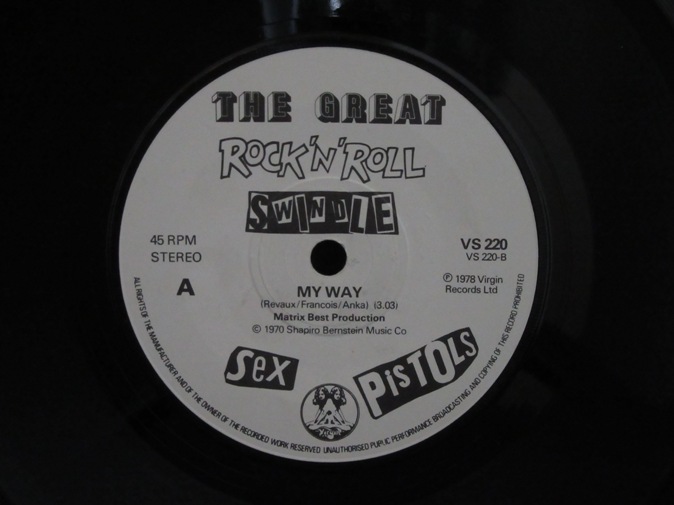 THE GREAT
ROCK'N'ROLL
SWINDLE
45 RPM
STEREO
A
VS 220
VS 220-B
℗ 1978 Virgin
Records Ltd
MY WAY
(Revaux/Francois/Anka) (3.03)
Matrix Best Production
© 1970 Shapiro Bernstein Music Co
SEX
PISTOLS
ALL RIGHTS OF THE MANUFACTURER AND OF THE OWNER OF THE RECORDED WORK RESERVED UNAUTHORISED PUBLIC PERFORMANCE BROADCASTING AND COPYING OF THIS RECORD PROHIBITED